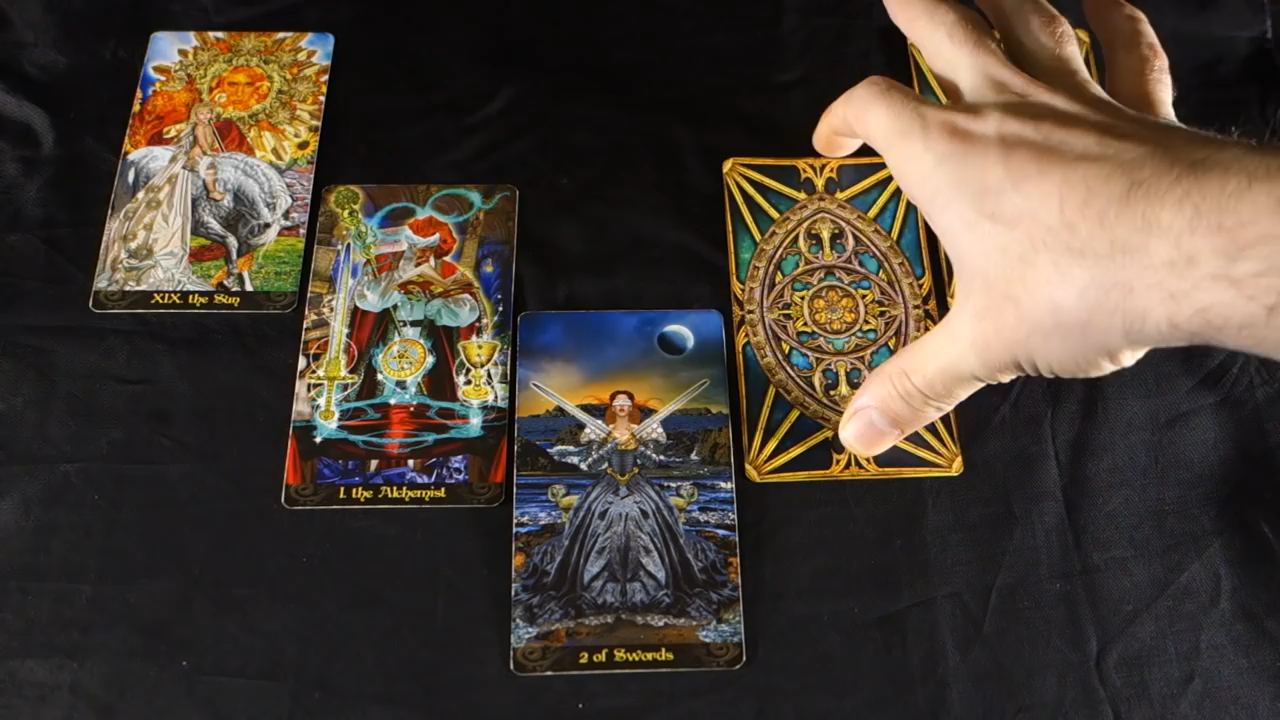 XIX. the Sun
I. the Alchemist
2 of Swords